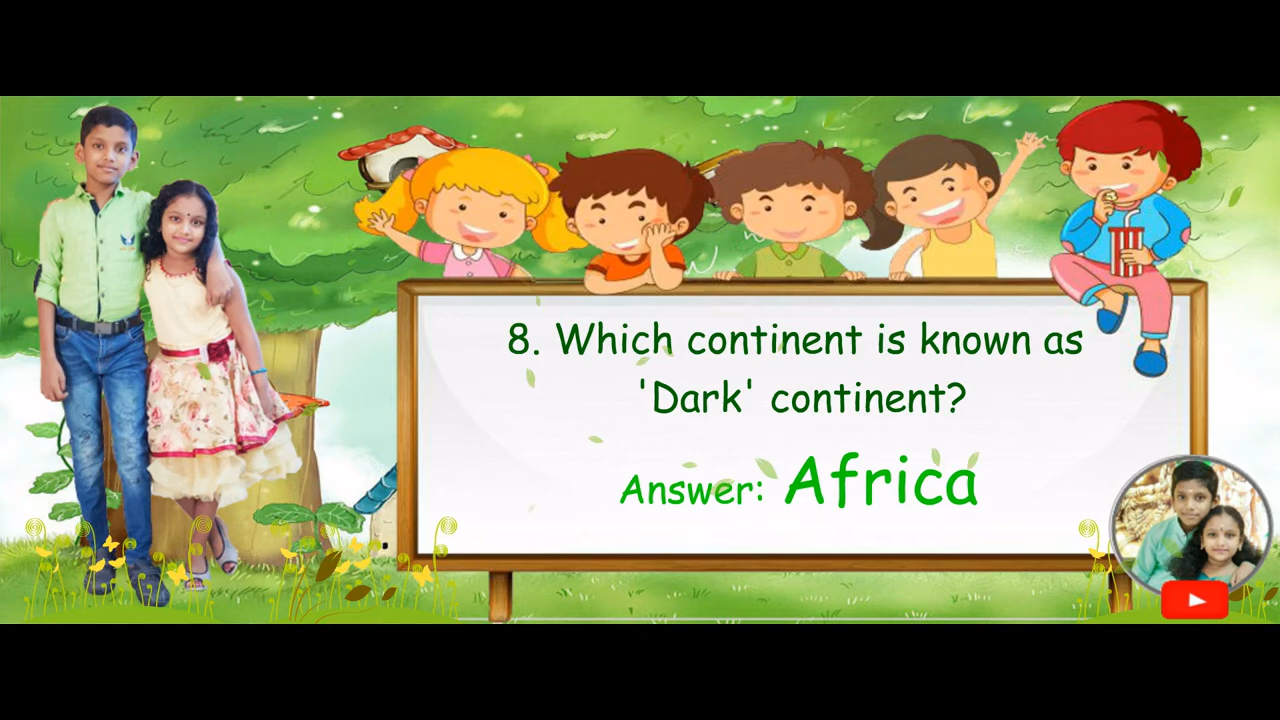 8. Which continent is known as
'Dark' continent?
Answer: Africa